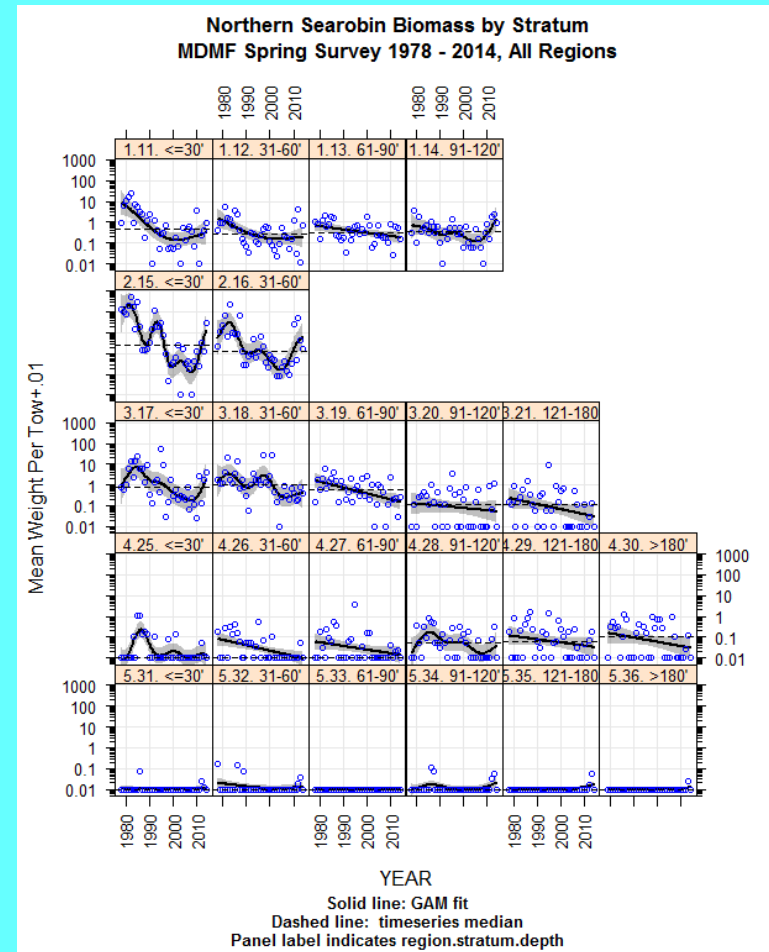 Northern Searobin Biomass by Stratum
MDMF Spring Survey 1978 - 2014, All Regions
1980 1990 2000 2010 1980 1990 2000 2010
1.11. <=30' 1.12. 31-60' 1.13. 61-90' 1.14. 91-120'
1000
100
10
1
0.1
0.01
2.15. <=30' 2.16. 31-60'
3.17. <=30' 3.18. 31-60' 3.19. 61-90' 3.20. 91-120' 3.21. 121-180
1000
100
10
1
0.1
0.01
Mean Weight Per Tow+.01
4.25. <=30' 4.26. 31-60' 4.27. 61-90' 4.28. 91-120' 4.29. 121-180 4.30. >180'
1000
100
10
1
0.1
0.01
5.31. <=30' 5.32. 31-60' 5.33. 61-90' 5.34. 91-120' 5.35. 121-180 5.36. >180'
1000
100
10
1
0.1
0.01
1980 1990 2000 2010 1980 1990 2000 2010 1980 1990 2000 2010
YEAR
Solid line: GAM fit
Dashed line: timeseries median
Panel label indicates region.stratum.depth